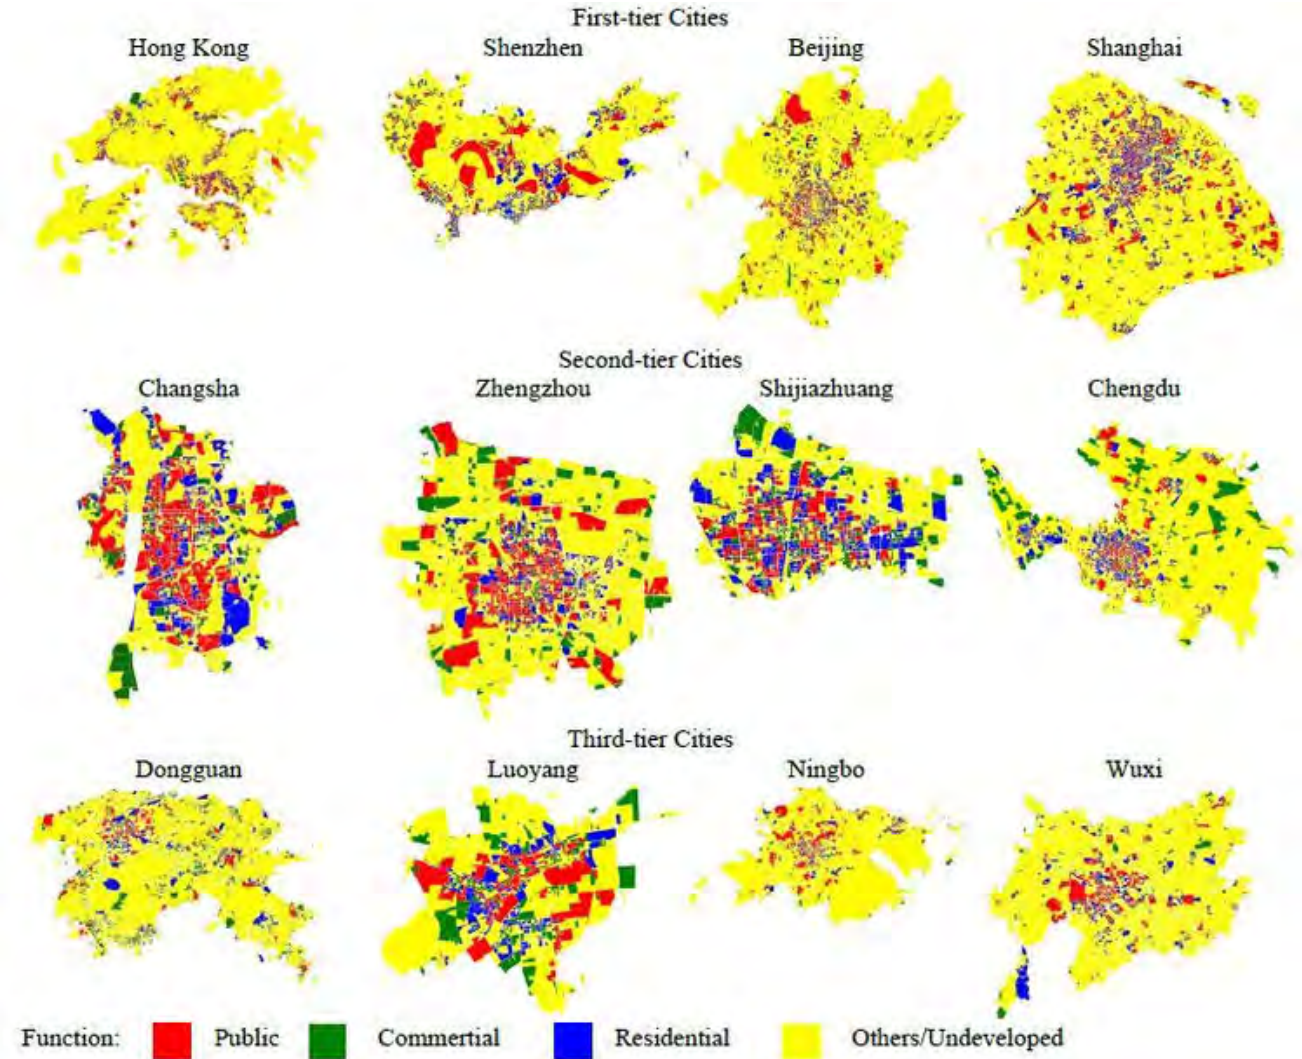 First-tier Cities
Hong Kong Shenzhen Beijing Shanghai
Second-tier Cities
Changsha Zhengzhou Shijiazhuang Chengdu
Third-tier Cities
Dongguan Luoyang Ningbo Wuxi
Function: Public Commertial Residential Others/Undeveloped